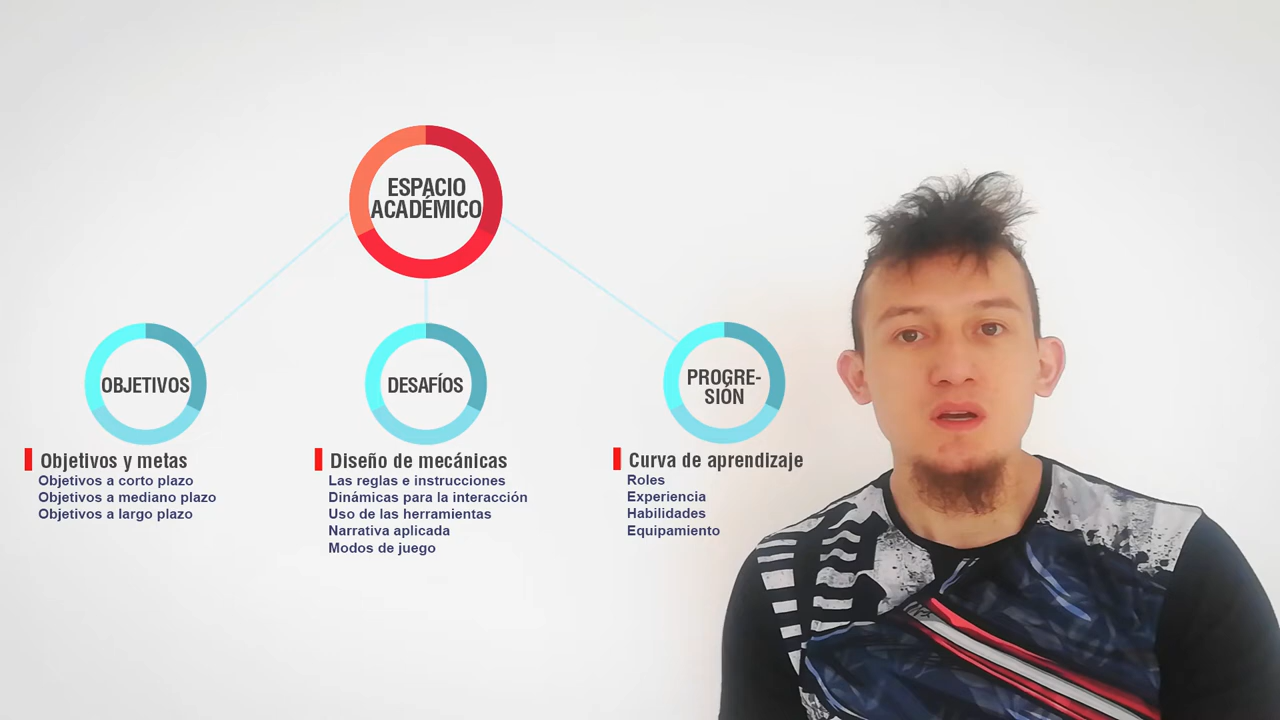 ESPACIO
ACADÉMICO
OBJETIVOS
DESAFÍOS
PROGRE-
SIÓN
Objetivos y metas
Objetivos a corto plazo
Objetivos a mediano plazo
Objetivos a largo plazo
Diseño de mecánicas
Las reglas e instrucciones
Dinámicas para la interacción
Uso de las herramientas
Narrativa aplicada
Modos de juego
Curva de aprendizaje
Roles
Experiencia
Habilidades
Equipamiento